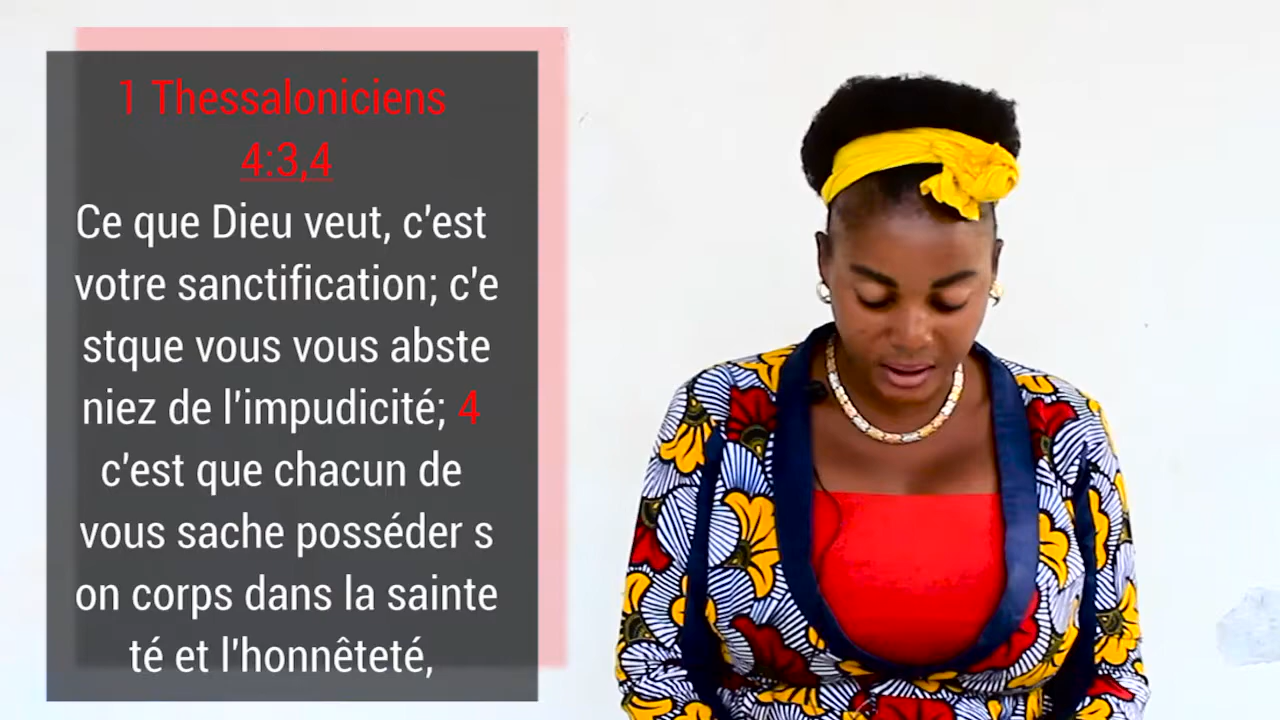 1 Thessaloniciens
4:3,4
Ce que Dieu veut, c'est
votre sanctification; c'e
stque vous vous abste
niez de l'impudicité; 4
c'est que chacun de
vous sache posséder s
on corps dans la sainte
té et l'honnêteté,